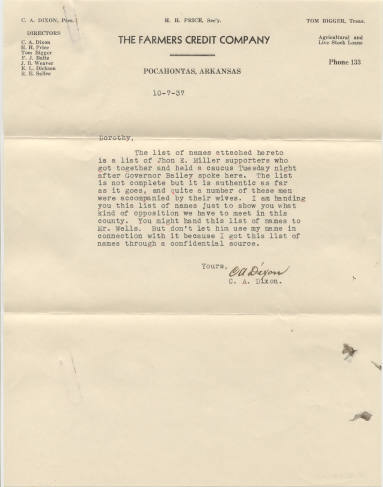 C. A. DIXON, Pres.
H. H. PRICE, Sec'y.
TOM BIGGER, Treas.
DIRECTORS
C. A. Dixon
H. H. Price
Tom Bigger
J. R. Weaver
E. L. Dickson
THE FARMERS CREDIT COMPANY
POCAHONTAS, ARKANSAS
Agricultural and
Live Stock Loans
Phone 133
10-7-37
Dorothy,
The list of names attached hereto
is a list of Jhon E. Miller supporters who
got together and held a caucus Tuesday night
after Governor Bailey spoke here. The list
is not complete but it is authentic as far
as it goes, and quite a number of these men
were accompanied by their wives. I am handing
you this list of names just to show you what
kind of opposition we have to meet in this
county. You might hand this list of names to
Mr. Wells. But don't let him use my name in
connection with it because I got this list of
names through a confidential source.
Yours,
C A Dixon
C. A. Dixon.